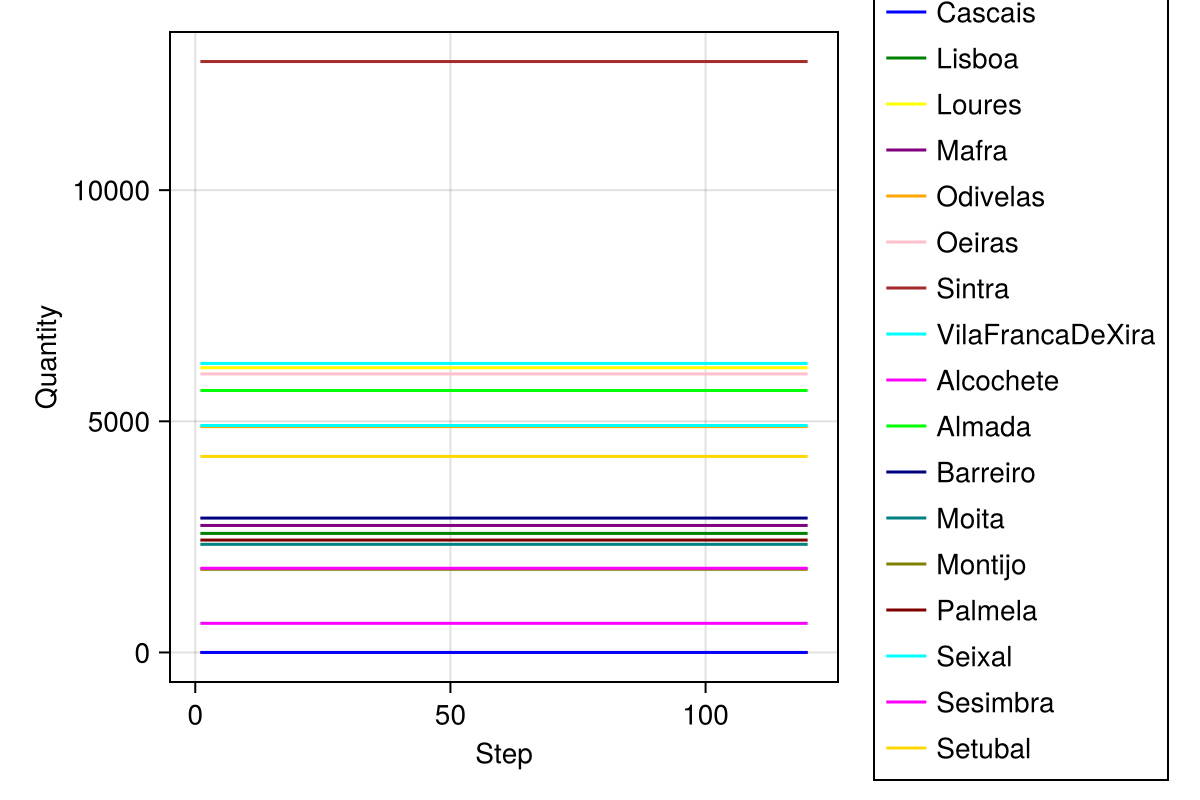 Cascais
Lisboa
Loures
Mafra
Odivelas
Oeiras
Sintra
VilaFrancaDeXira
Alcochete
Almada
Barreiro
Moita
Montijo
Palmela
Seixal
Sesimbra
Setubal
10000
5000
0
Quantity
0
50
100
Step